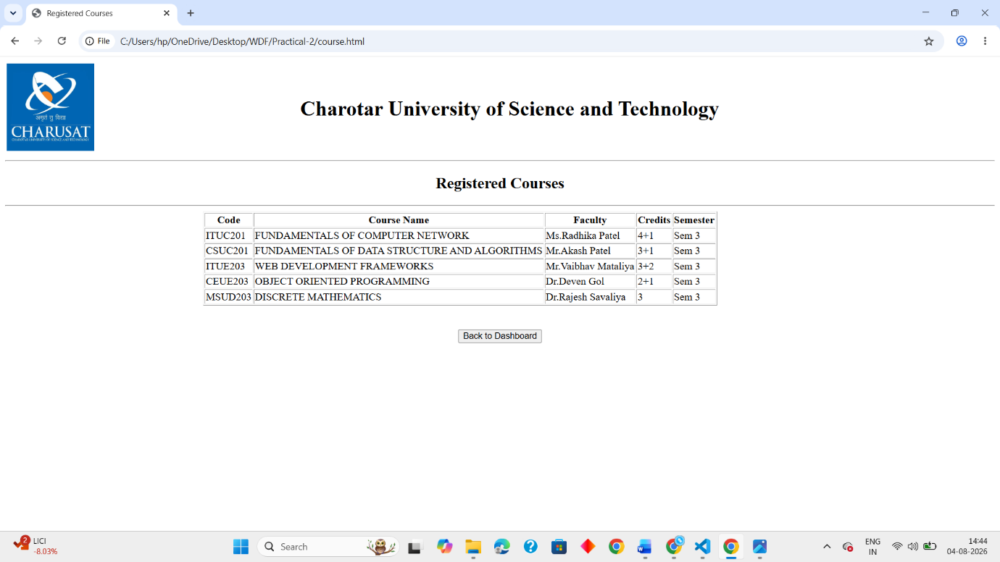 Registered Courses
File C:/Users/hp/OneDrive/Desktop/WDF/Practical-2/course.html
अमृते तु विद्या
CHARUSAT
CHAROTAR UNIVERSITY OF SCIENCE AND TECHNOLOGY
Charotar University of Science and Technology
Registered Courses
Code Course Name Faculty Credits Semester
ITUC201 FUNDAMENTALS OF COMPUTER NETWORK Ms.Radhika Patel 4+1 Sem 3
CSUC201 FUNDAMENTALS OF DATA STRUCTURE AND ALGORITHMS Mr.Akash Patel 3+1 Sem 3
ITUE203 WEB DEVELOPMENT FRAMEWORKS Mr.Vaibhav Mataliya 3+2 Sem 3
CEUE203 OBJECT ORIENTED PROGRAMMING Dr.Deven Gol 2+1 Sem 3
MSUD203 DISCRETE MATHEMATICS Dr.Rajesh Savaliya 3 Sem 3
Back to Dashboard
2 LICI
-8.03%
Search
ENG
IN
14:44
04-08-2026